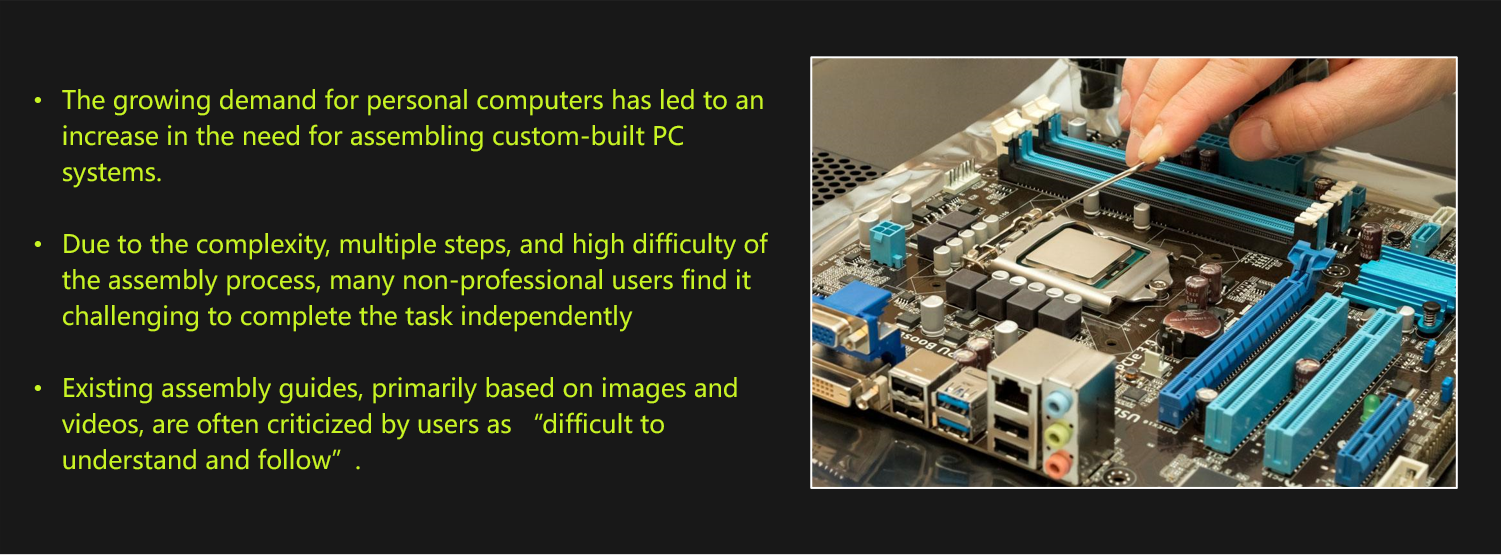 • The growing demand for personal computers has led to an
increase in the need for assembling custom-built PC
systems.
• Due to the complexity, multiple steps, and high difficulty of
the assembly process, many non-professional users find it
challenging to complete the task independently
• Existing assembly guides, primarily based on images and
videos, are often criticized by users as “difficult to
understand and follow” .